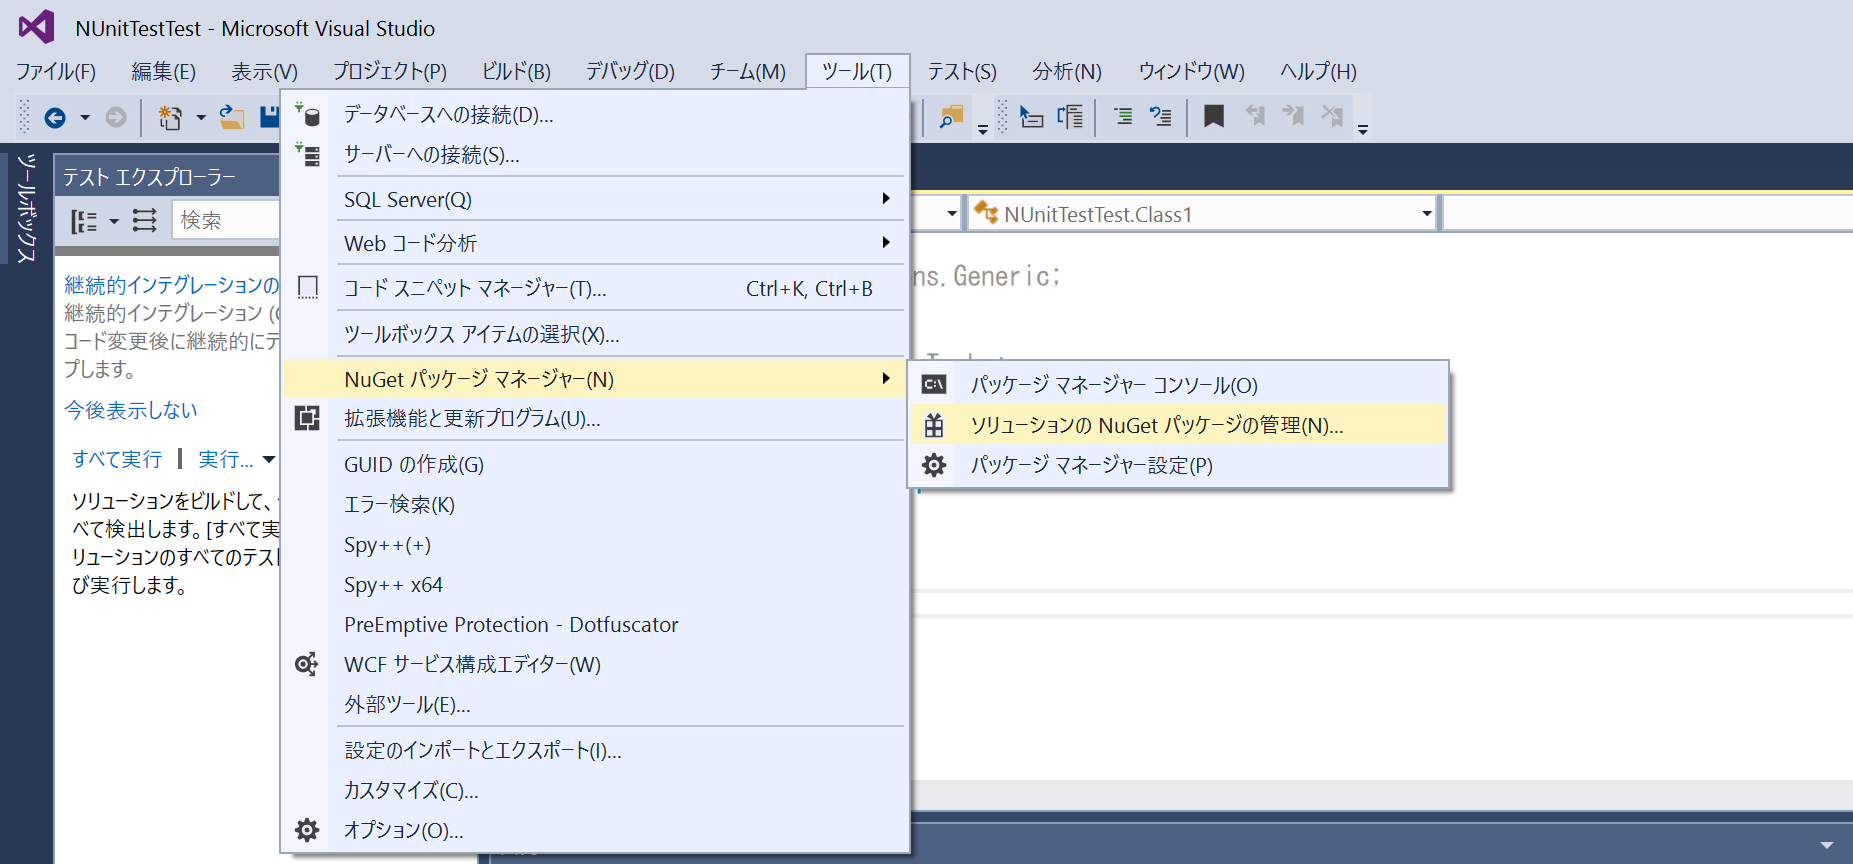 NUnitTestTest - Microsoft Visual Studio
ファイル(F) 編集(E) 表示(V) プロジェクト(P) ビルド(B) デバッグ(D) チーム(M) ツール(T) テスト(S) 分析(N) ウィンドウ(W) ヘルプ(H)
ツールボックス
テスト エクスプローラー
検索
継続的インテグレーションの
継続的インテグレーション (
コード変更後に継続的にテ
プします。
今後表示しない
すべて実行 | 実行...
ソリューションをビルドして、
べて検出します。[すべて実
リューションのすべてのテスト
び実行します。
データベースへの接続(D)...
サーバーへの接続(S)...
SQL Server(Q)
Web コード分析
コード スニペット マネージャー(T)... Ctrl+K, Ctrl+B
ツールボックス アイテムの選択(X)...
NuGet パッケージ マネージャー(N)
拡張機能と更新プログラム(U)...
GUID の作成(G)
エラー検索(K)
Spy++(+)
Spy++ x64
PreEmptive Protection - Dotfuscator
WCF サービス構成エディター(W)
外部ツール(E)...
設定のインポートとエクスポート(I)...
カスタマイズ(C)...
オプション(O)...
C:\ パッケージ マネージャー コンソール(O)
ソリューションの NuGet パッケージの管理(N)...
パッケージ マネージャー設定(P)
NUnitTestTest.Class1
ns.Generic;